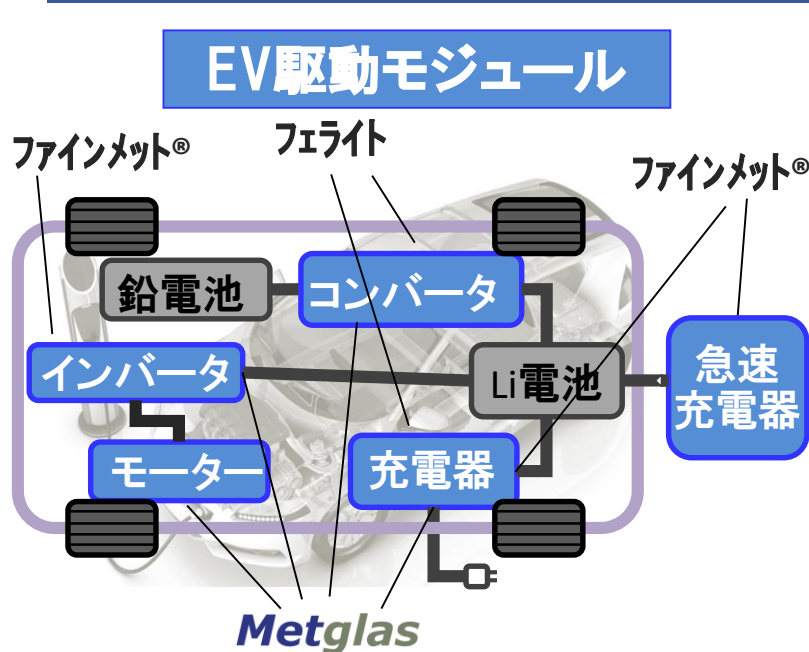 EV駆動モジュール
ファインメット®
フェライト
ファインメット®
鉛電池
コンバータ
インバータ
Li電池
急速
充電器
モーター
充電器
Metglas